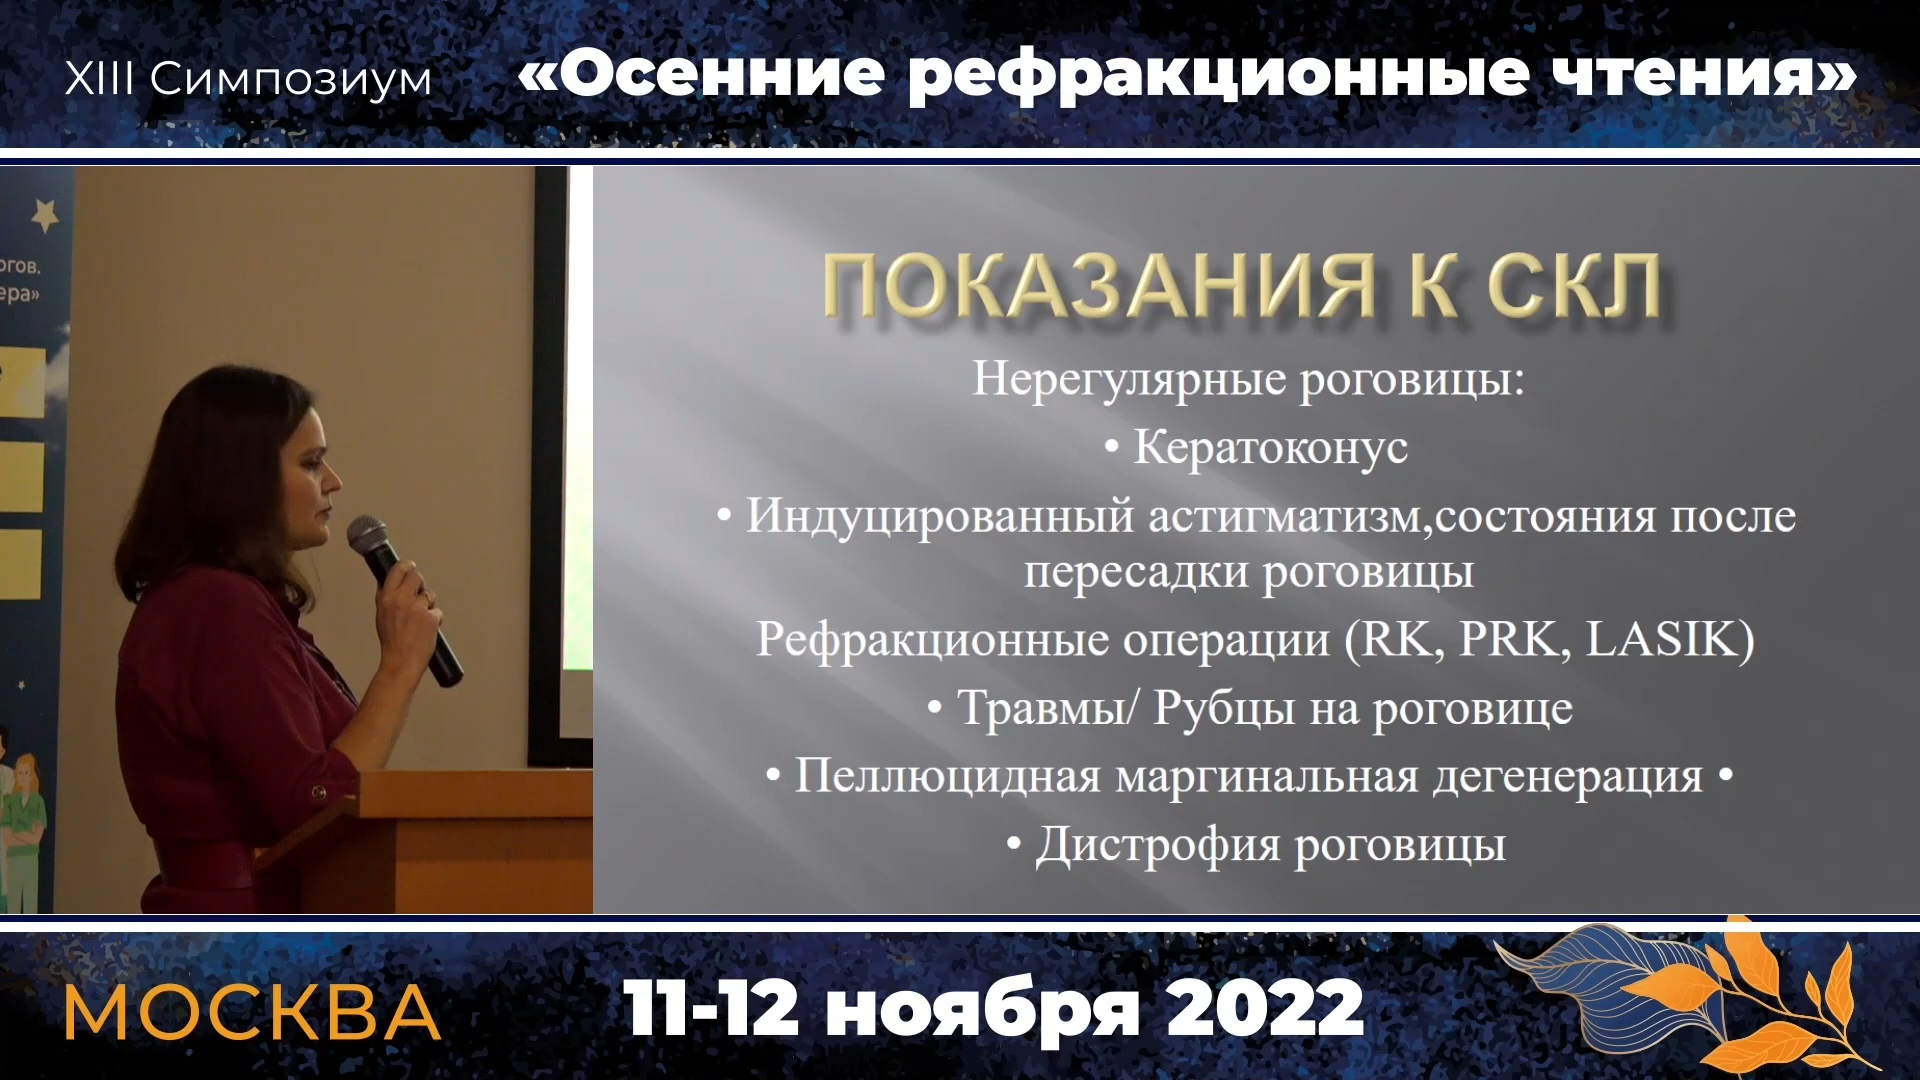 XIII Симпозиум «Осенние рефракционные чтения»
ПОКАЗАНИЯ К СКЛ
Нерегулярные роговицы:
• Кератоконус
• Индуцированный астигматизм,состояния после
пересадки роговицы
Рефракционные операции (RK, PRK, LASIK)
• Травмы/ Рубцы на роговице
• Пеллюцидная маргинальная дегенерация •
• Дистрофия роговицы
МОСКВА 11-12 ноября 2022